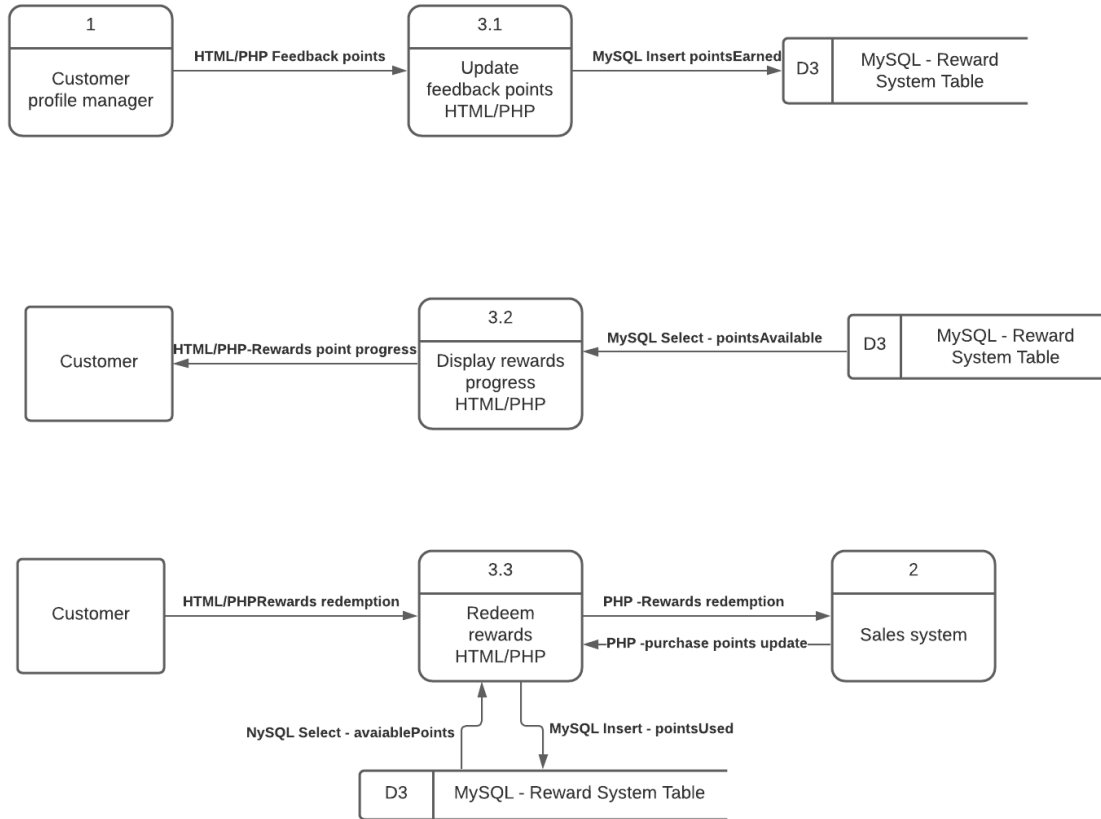 1
Customer
profile manager
HTML/PHP Feedback points
3.1
Update
feedback points
HTML/PHP
MySQL Insert pointsEarned
D3
MySQL - Reward
System Table
Customer
HTML/PHP-Rewards point progress
3.2
Display rewards
progress
HTML/PHP
MySQL Select - pointsAvailable
D3
MySQL - Reward
System Table
Customer
HTML/PHPRewards redemption
3.3
Redeem
rewards
HTML/PHP
PHP -Rewards redemption
PHP -purchase points update
2
Sales system
NySQL Select - avaiablePoints
MySQL Insert - pointsUsed
D3
MySQL - Reward System Table